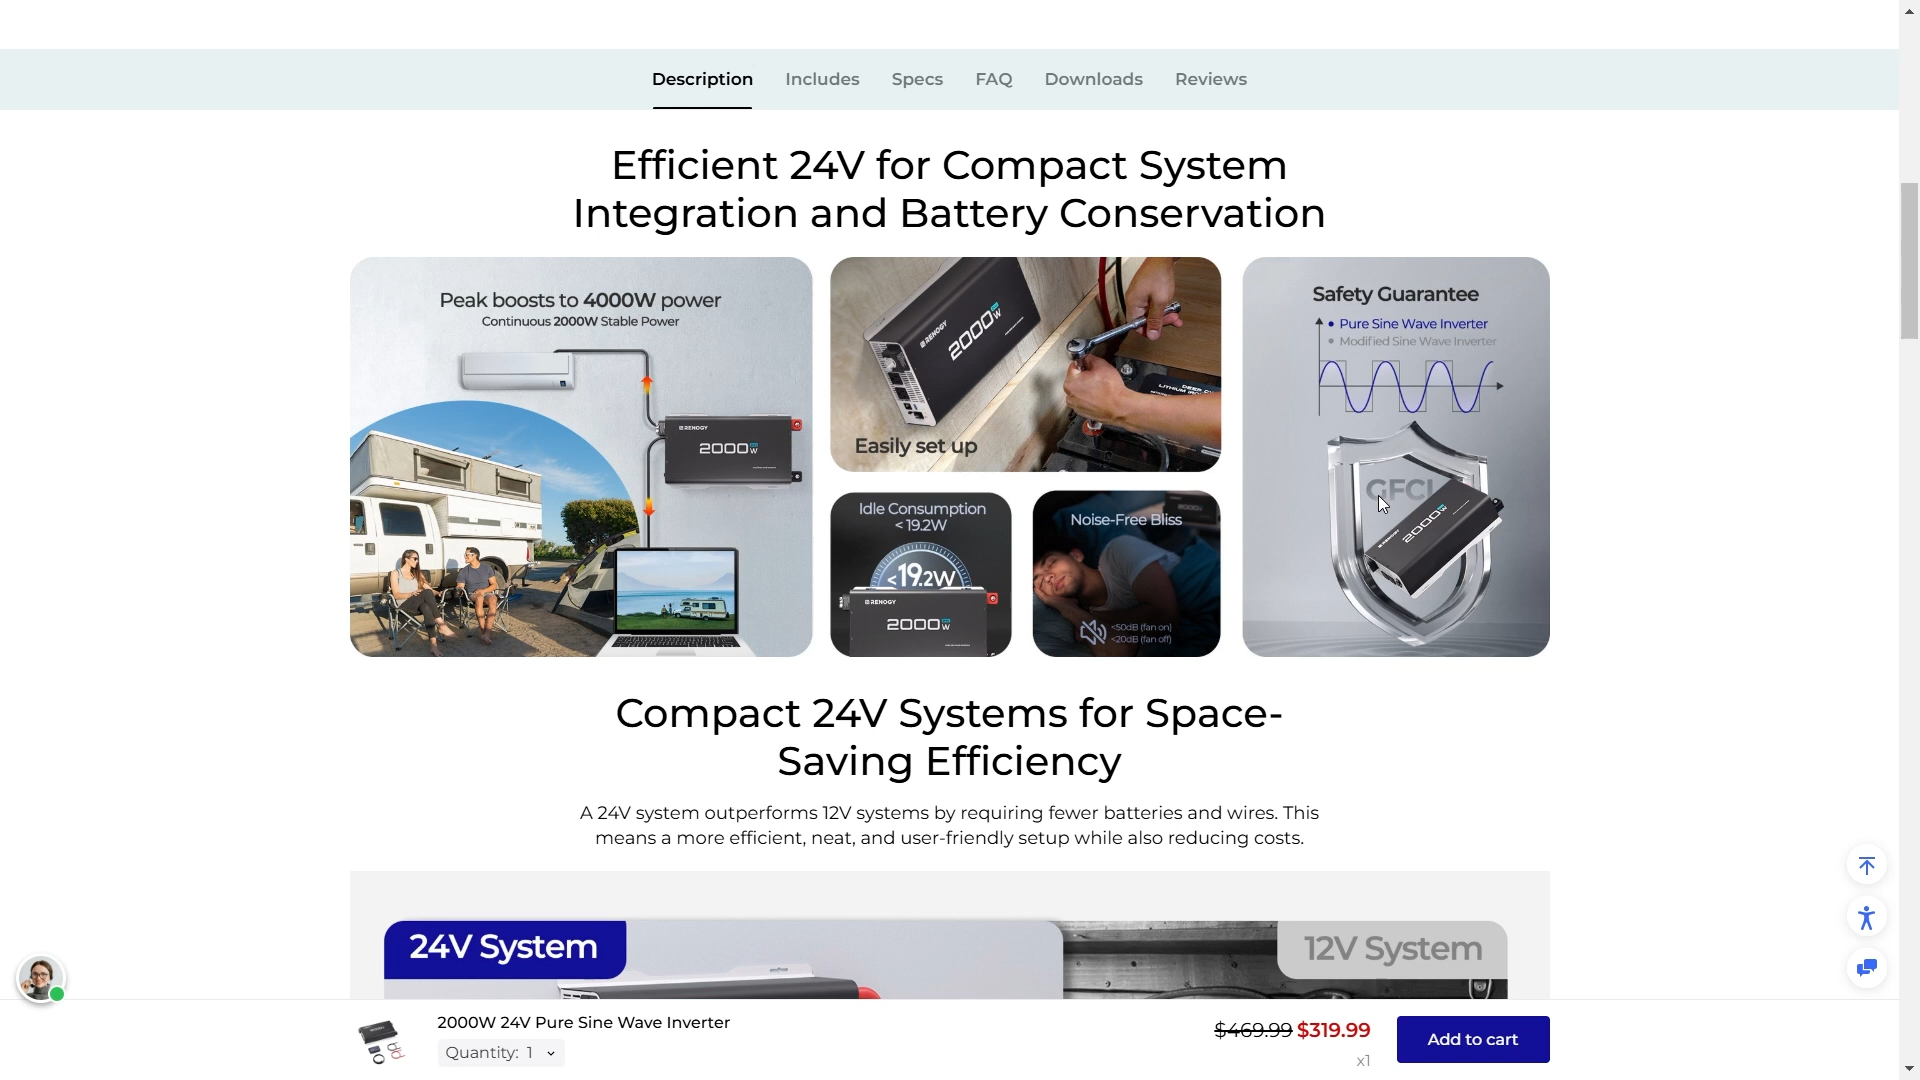 Description Includes Specs FAQ Downloads Reviews
Efficient 24V for Compact System
Integration and Battery Conservation
Peak boosts to 4000W power
Continuous 2000W Stable Power
RENOGY
2000W
RENOGY
2000W
Easily set up
Idle Consumption
< 19.2W
<19.2W
RENOGY
2000W
Noise-Free Bliss
<50dB (fan on)
<20dB (fan off)
Safety Guarantee
• Pure Sine Wave Inverter
• Modified Sine Wave Inverter
GFCI
RENOGY
2000W
Compact 24V Systems for Space-
Saving Efficiency
A 24V system outperforms 12V systems by requiring fewer batteries and wires. This
means a more efficient, neat, and user-friendly setup while also reducing costs.
24V System
12V System
2000W 24V Pure Sine Wave Inverter
Quantity: 1
$469.99 $319.99
x1
Add to cart